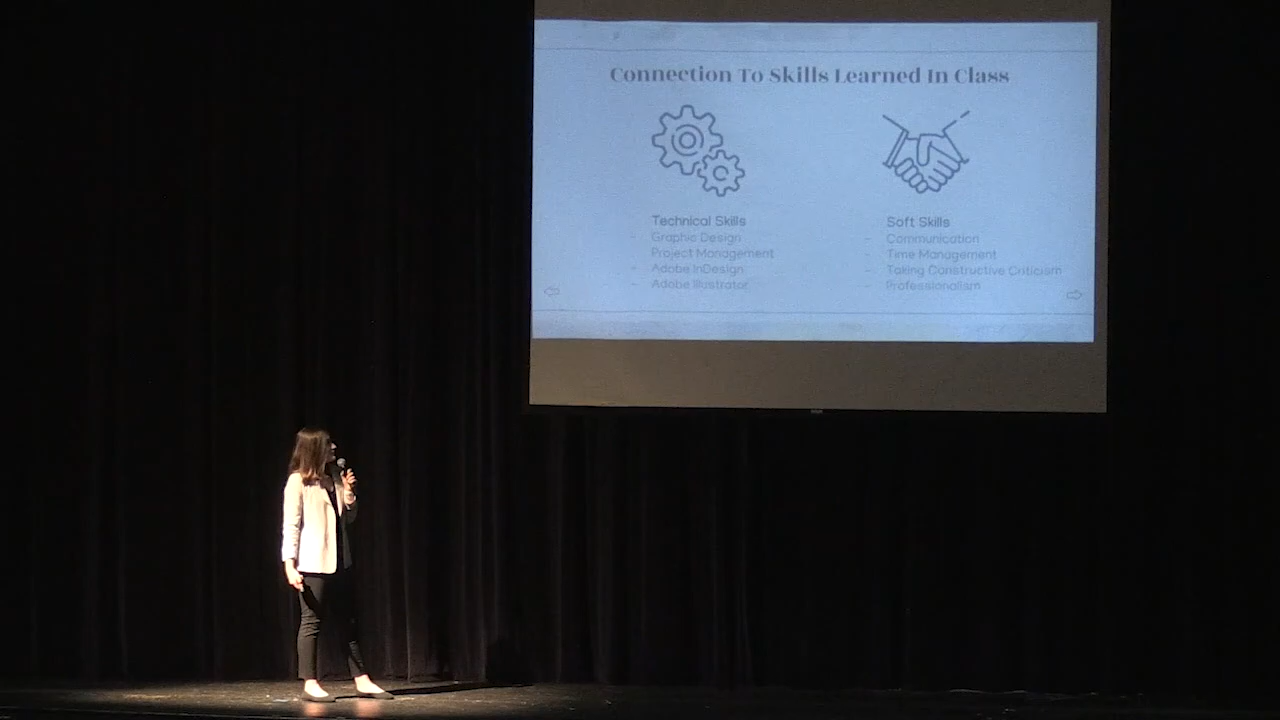 Connection To Skills Learned In Class
Technical Skills
- Graphic Design
Project Management
- Adobe InDesign
- Adobe Illustrator
Soft Skills
- Communication
- Time Management
- Taking Constructive Criticism
- Professionalism